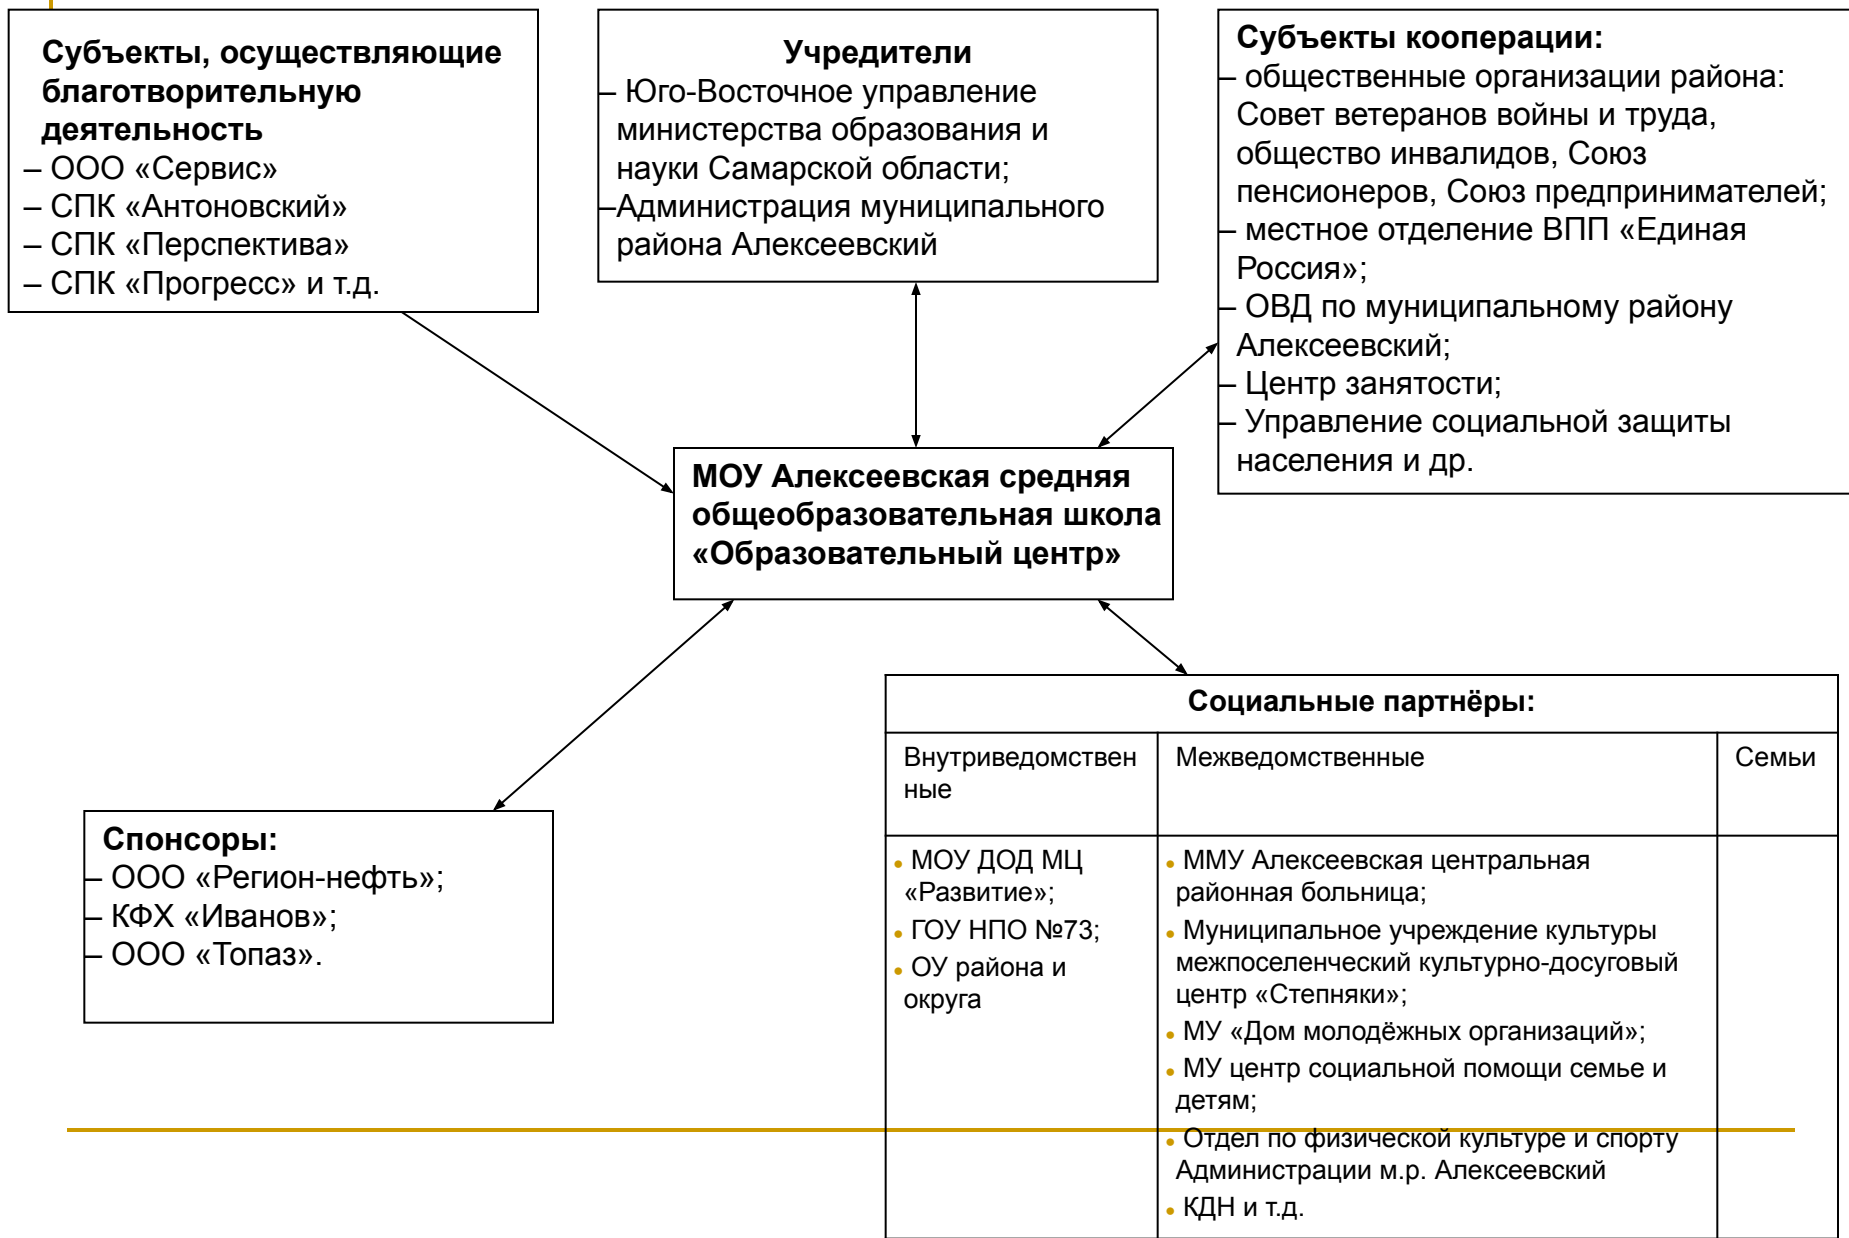 Субъекты, осуществляющие
благотворительную
деятельность
– ООО «Сервис»
– СПК «Антоновский»
– СПК «Перспектива»
– СПК «Прогресс» и т.д.
Учредители
– Юго-Восточное управление
министерства образования и
науки Самарской области;
–Администрация муниципального
района Алексеевский
Субъекты кооперации:
– общественные организации района:
Совет ветеранов войны и труда,
общество инвалидов, Союз
пенсионеров, Союз предпринимателей;
– местное отделение ВПП «Единая
Россия»;
– ОВД по муниципальному району
Алексеевский;
– Центр занятости;
– Управление социальной защиты
населения и др.
МОУ Алексеевская средняя
общеобразовательная школа
«Образовательный центр»
Спонсоры:
– ООО «Регион-нефть»;
– КФХ «Иванов»;
– ООО «Топаз».
Социальные партнёры:
Внутриведомствен
ные
Межведомственные
Семьи
• МОУ ДОД МЦ
«Развитие»;
• ГОУ НПО №73;
• ОУ района и
округа
• ММУ Алексеевская центральная
районная больница;
• Муниципальное учреждение культуры
межпоселенческий культурно-досуговый
центр «Степняки»;
• МУ «Дом молодёжных организаций»;
• МУ центр социальной помощи семье и
детям;
• Отдел по физической культуре и спорту
Администрации м.р. Алексеевский
• КДН и т.д.